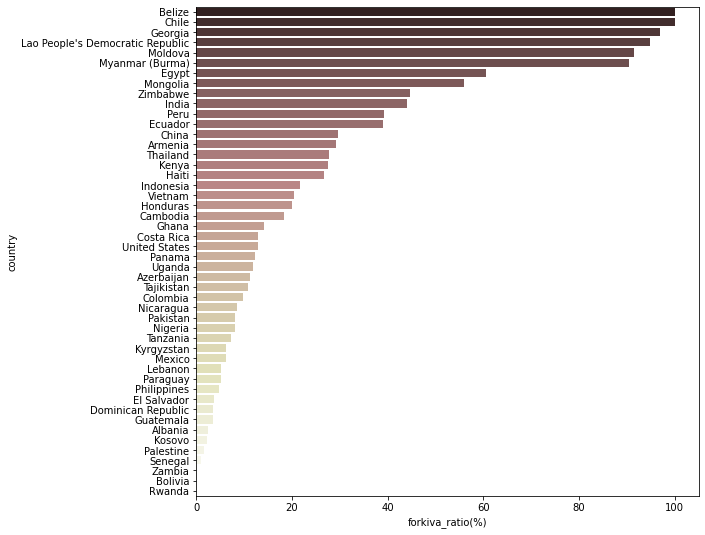 Belize
Chile
Georgia
Lao People's Democratic Republic
Moldova
Myanmar (Burma)
Egypt
Mongolia
Zimbabwe
India
Peru
Ecuador
China
Armenia
Thailand
Kenya
Haiti
Indonesia
Vietnam
Honduras
Cambodia
Ghana
Costa Rica
United States
Panama
Uganda
Azerbaijan
Tajikistan
Colombia
Nicaragua
Pakistan
Nigeria
Tanzania
Kyrgyzstan
Mexico
Lebanon
Paraguay
Philippines
El Salvador
Dominican Republic
Guatemala
Albania
Kosovo
Palestine
Senegal
Zambia
Bolivia
Rwanda
country
0 20 40 60 80 100
forkiva_ratio(%)